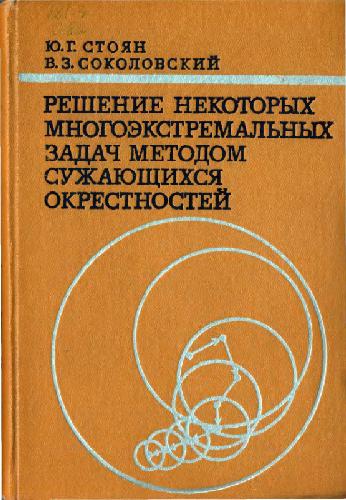 Ю.Г. СТОЯН
В.З. СОКОЛОВСКИЙ
РЕШЕНИЕ НЕКОТОРЫХ
МНОГОЭКСТРЕМАЛЬНЫХ
ЗАДАЧ МЕТОДОМ
СУЖАЮЩИХСЯ
ОКРЕСТНОСТЕЙ